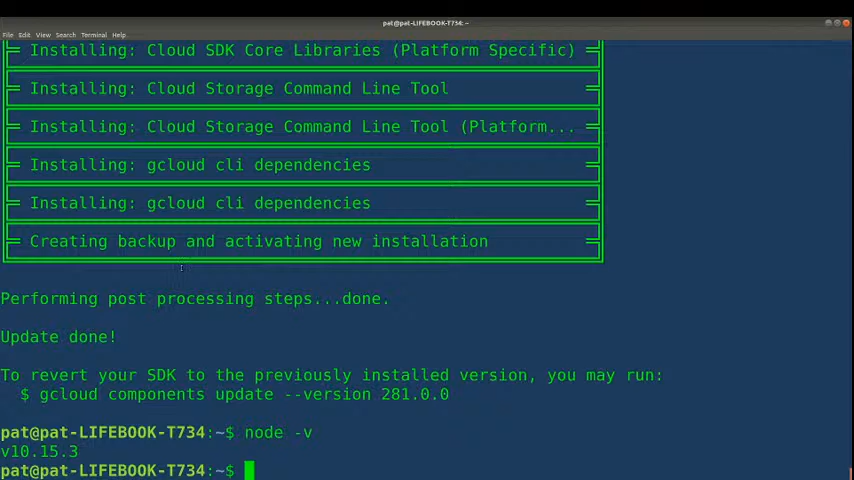 pat@pat-LIFEBOOK-T734: ~
File Edit View Search Terminal Help
Installing: Cloud SDK Core Libraries (Platform Specific)
Installing: Cloud Storage Command Line Tool
Installing: Cloud Storage Command Line Tool (Platform...
Installing: gcloud cli dependencies
Installing: gcloud cli dependencies
Creating backup and activating new installation
Performing post processing steps...done.
Update done!
To revert your SDK to the previously installed version, you may run:
$ gcloud components update --version 281.0.0
pat@pat-LIFEBOOK-T734:~$ node -v
v10.15.3
pat@pat-LIFEBOOK-T734:~$